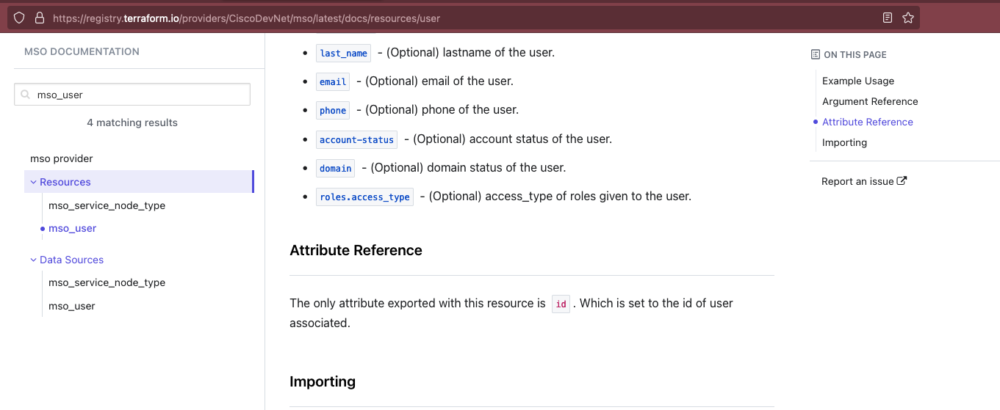 https://registry.terraform.io/providers/CiscoDevNet/mso/latest/docs/resources/user
MSO DOCUMENTATION
mso_user
4 matching results
mso provider
Resources
mso_service_node_type
mso_user
Data Sources
mso_service_node_type
mso_user
last_name - (Optional) lastname of the user.
email - (Optional) email of the user.
phone - (Optional) phone of the user.
account-status - (Optional) account status of the user.
domain - (Optional) domain status of the user.
roles.access_type - (Optional) access_type of roles given to the user.
Attribute Reference
The only attribute exported with this resource is id . Which is set to the id of user
associated.
Importing
ON THIS PAGE
Example Usage
Argument Reference
Attribute Reference
Importing
Report an issue